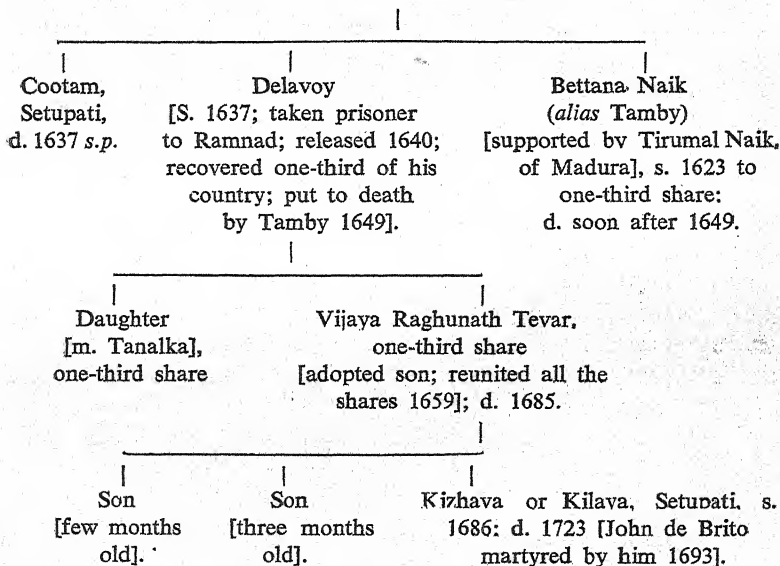 Cootam,
Setupati,
d. 1637 s.p.
Delavoy
[S. 1637; taken prisoner
to Ramnad; released 1640;
recovered one-third of his
country; put to death
by Tamby 1649].
Bettana Naik
(alias Tamby)
[supported by Tirumal Naik,
of Madura], s. 1623 to
one-third share:
d. soon after 1649.
Daughter
[m. Tanalka],
one-third share
Vijaya Raghunath Tevar,
one-third share
[adopted son; reunited all the
shares 1659]; d. 1685.
Son
[few months
old].
Son
[three months
old].
Kizhava or Kilava, Setupati, s.
1686: d. 1723 [John de Brito
martyred by him 1693].